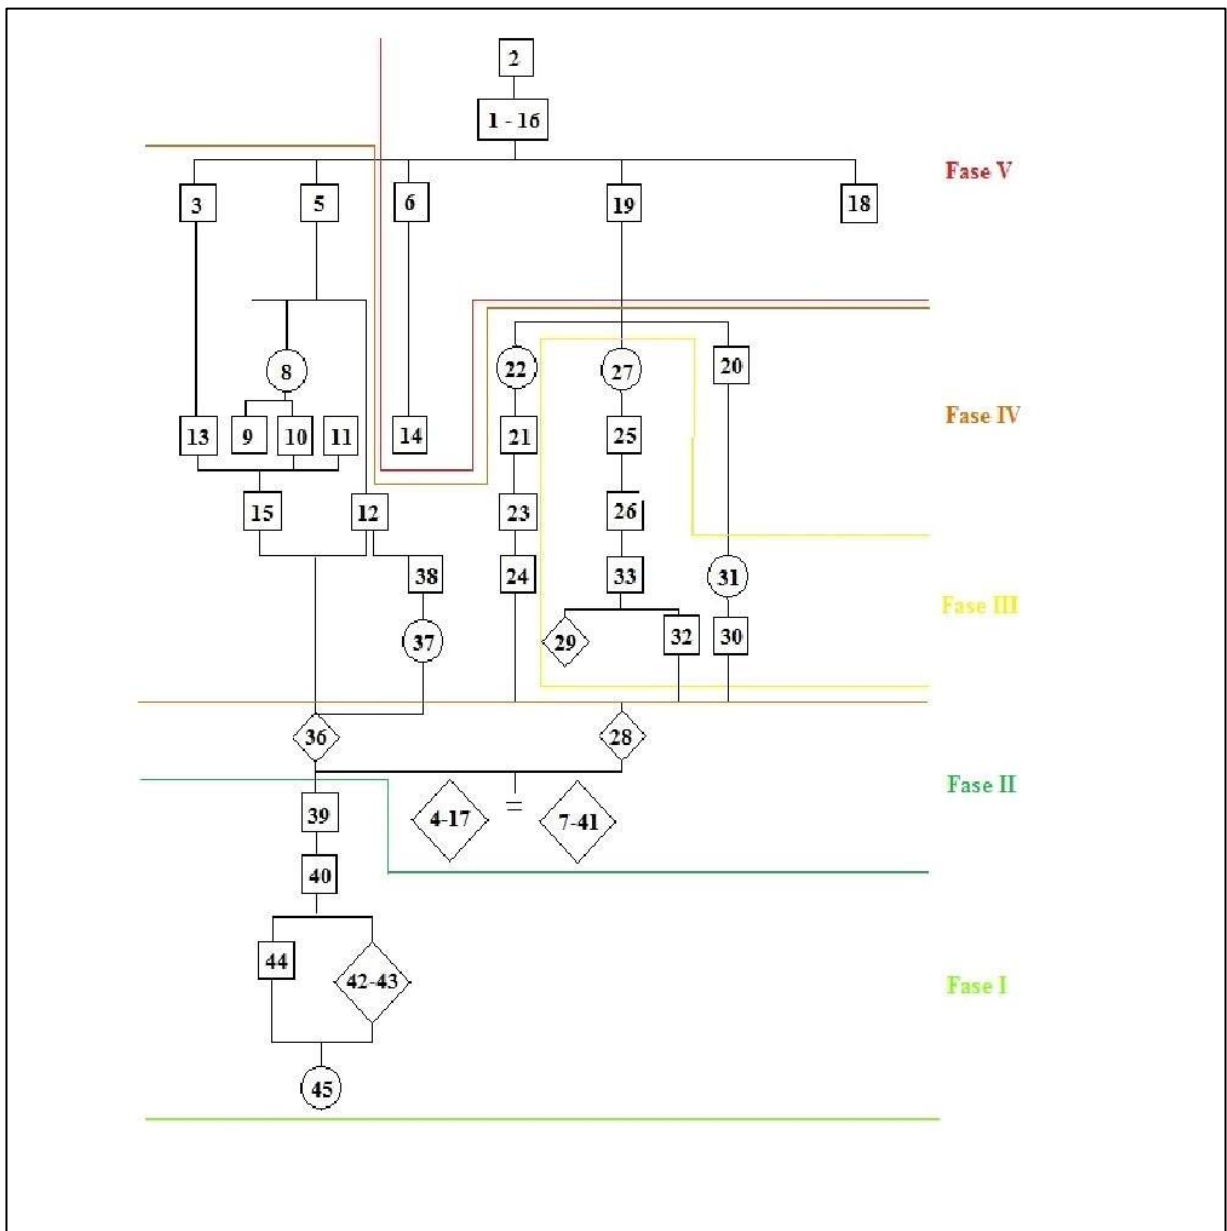 2
1 - 16
Fase V
3 5 6 19 18
22 27 20
8
Fase IV
13 9 10 11 14 21 25
15 12 23 26
38 24 33 31
Fase III
37 29 32 30
36 28
Fase II
39 4-17 = 7-41
40
44
42-43
Fase I
45